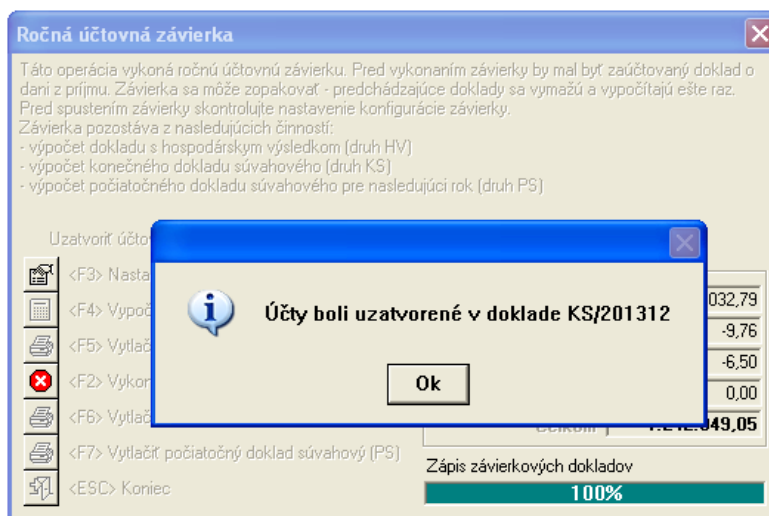 Ročná účtovná závierka
Táto operácia vykoná ročnú účtovnú závierku. Pred vykonaním závierky by mal byť zaúčtovaný doklad o
dani z príjmu. Závierka sa môže zopakovať - predchádzajúce doklady sa vymažú a vypočítajú ešte raz.
Pred spustením závierky skontrolujte nastavenie konfigurácie závierky.
Závierka pozostáva z nasledujúcich činností:
- výpočet dokladu s hospodárskym výsledkom (druh HV)
- výpočet konečného dokladu súvahového (druh KS)
- výpočet počiatočného dokladu súvahového pre nasledujúci rok (druh PS)
Uzatvoriť účto
<F3> Nasta
<F4> Vypoč
<F5> Vytlač
<F2> Vykon
<F6> Vytlač
<F7> Vytlačiť počiatočný doklad súvahový (PS)
<ESC> Koniec
Účty boli uzatvorené v doklade KS/201312
Ok
032,79
-9,76
-6,50
0,00
Celkom
049,05
Zápis závierkových dokladov
100%